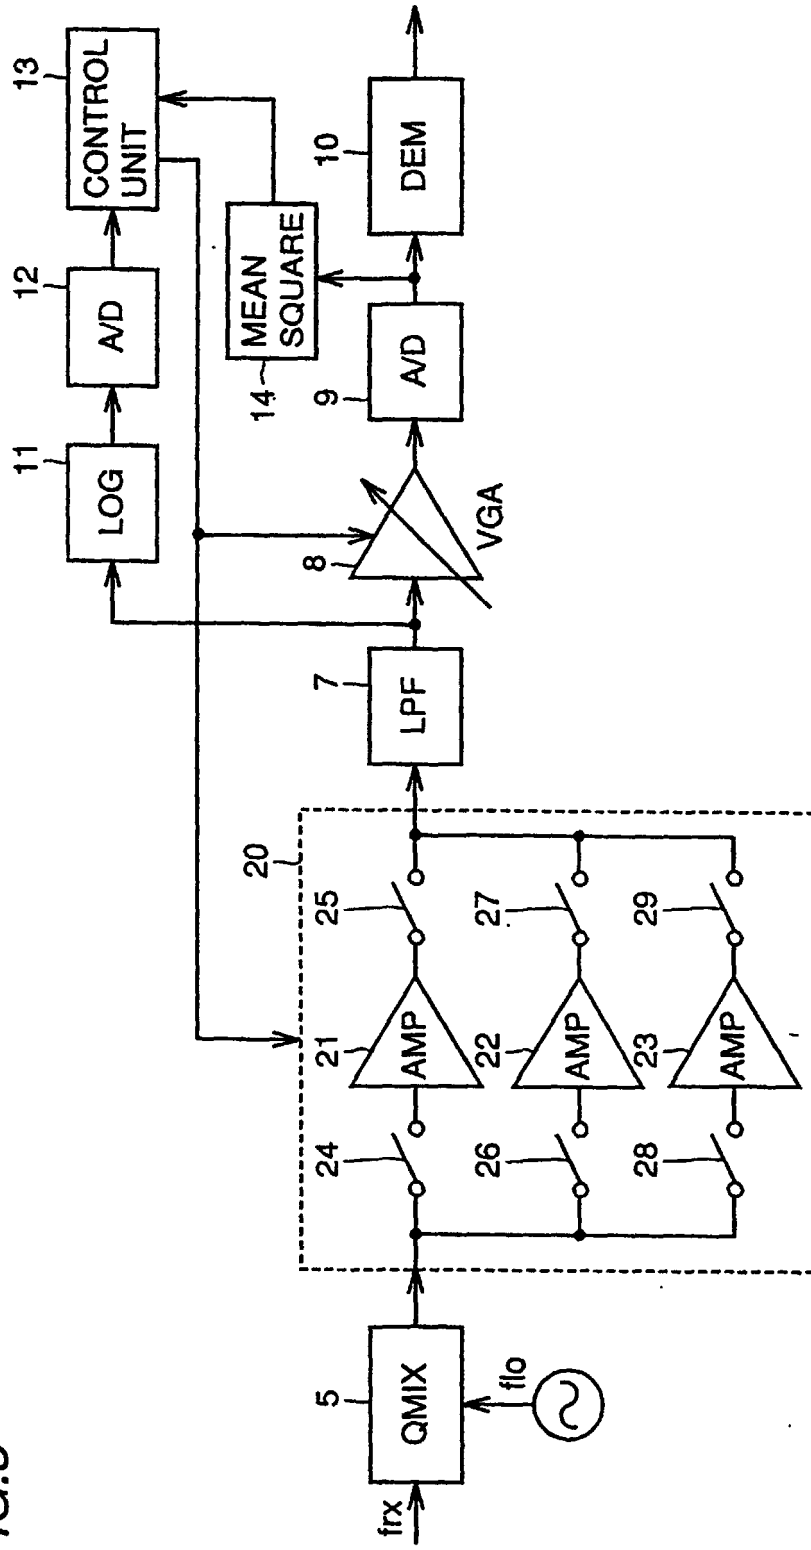 frx
QMIX
5
flo
20
24
AMP
21
25
26
AMP
22
27
28
AMP
23
29
LPF
7
8
VGA
A/D
9
MEAN
SQUARE
14
DEM
10
LOG
11
A/D
12
CONTROL
UNIT
13